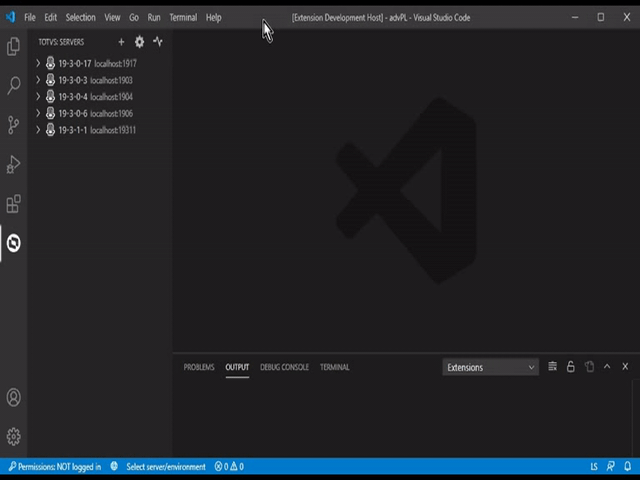 File Edit Selection View Go Run Terminal Help [Extension Development Host] - advPL - Visual Studio Code
TOTVS: SERVERS
19-3-0-17 localhost:1917
19-3-0-3 localhost:1903
19-3-0-4 localhost:1904
19-3-0-6 localhost:1906
19-3-1-1 localhost:19311
PROBLEMS OUTPUT DEBUG CONSOLE TERMINAL Extensions
Permissions: NOT logged in Select server/environment 0 0 LS